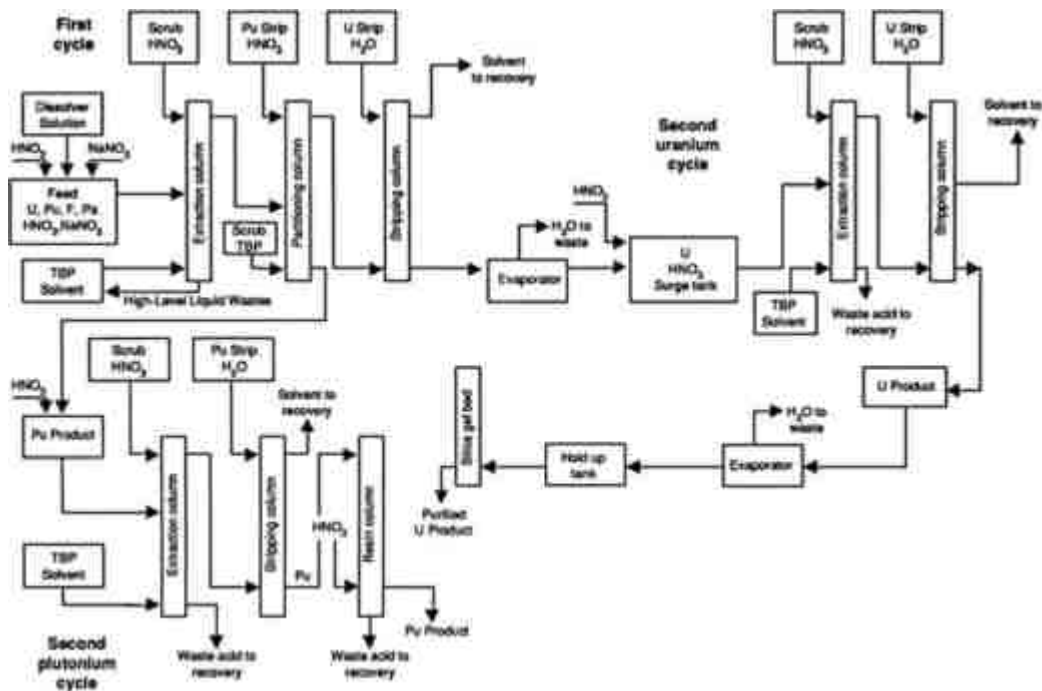 First
cycle
Scrub
HNO3
Pu Strip
HNO3
U Strip
H2O
Solvent
to recovery
Dissolver
Solution
HNO3
NaNO3
Feed
U, Pu, F, Pa
HNO3, NaNO3
TBP
Solvent
Extraction column
Scrub
TBP
Partitioning column
Stripping column
High-Level Liquid Wastes
H2O to
waste
Evaporator
Second
uranium
cycle
HNO3
U
HNO3
Surge tank
Scrub
HNO3
U Strip
H2O
Solvent to
recovery
Extraction column
Stripping column
TBP
Solvent
Waste acid to
recovery
U Product
H2O to
waste
Evaporator
Hold up
tank
Silica gel bed
Purified
U Product
Scrub
HNO3
Pu Strip
H2O
Solvent to
recovery
HNO3
Pu Product
Extraction column
Stripping column
Pu
HNO3
Resin column
TBP
Solvent
Pu Product
Waste acid to
recovery
Waste acid to
recovery
Second
plutonium
cycle